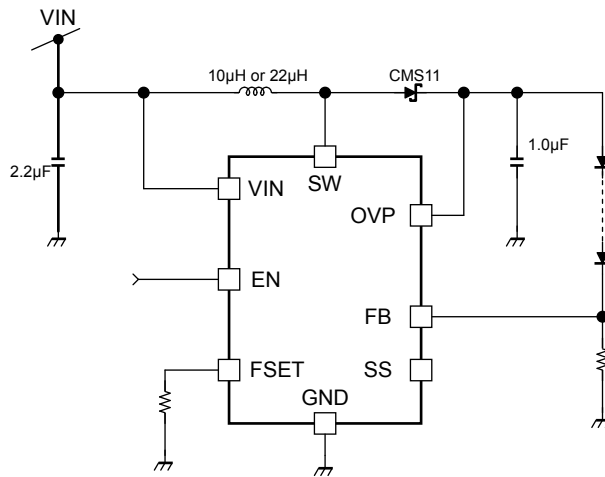 VIN
10µH or 22µH
CMS11
2.2µF
1.0µF
SW
VIN
OVP
EN
FB
FSET
SS
GND